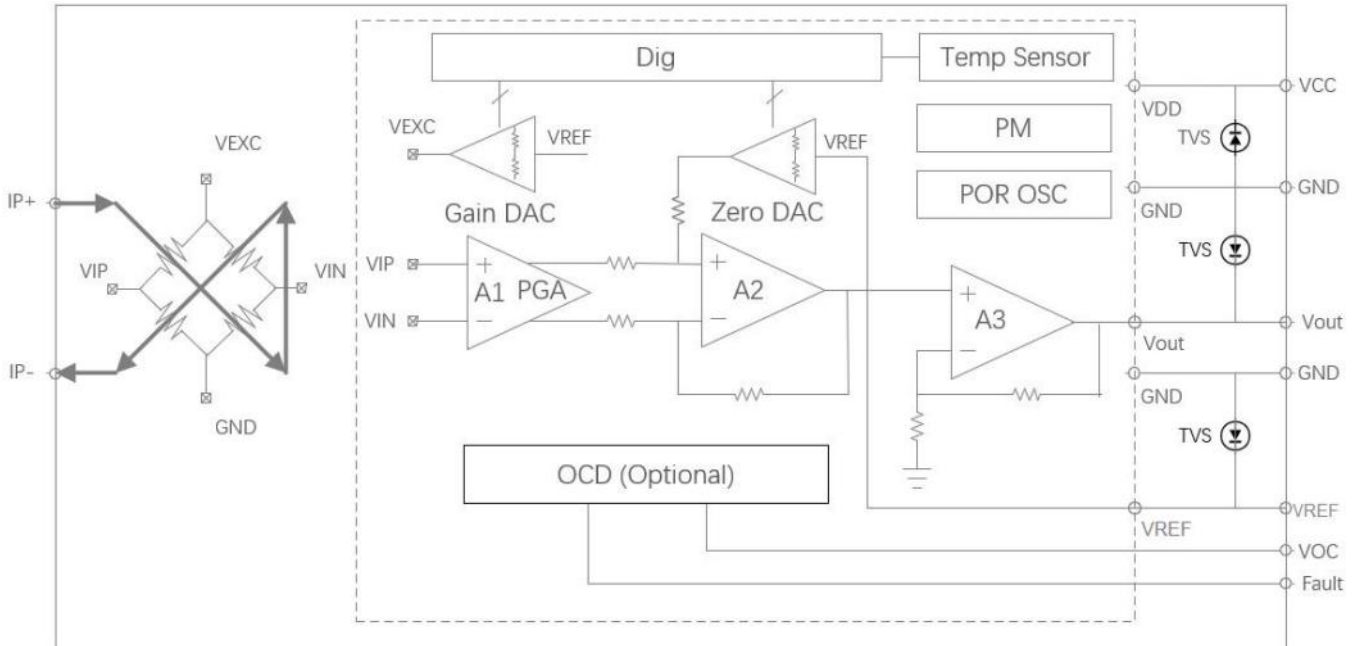 Dig
Temp Sensor
VCC
VDD
VEXC
VREF
VREF
PM
TVS
VEXC
IP+
POR OSC
GND
GND
Gain DAC
Zero DAC
TVS
VIP
VIN
VIP
+
A1
PGA
+
A2
+
A3
VIN
−
−
−
Vout
Vout
IP-
GND
GND
GND
TVS
OCD (Optional)
VREF
VREF
VOC
Fault